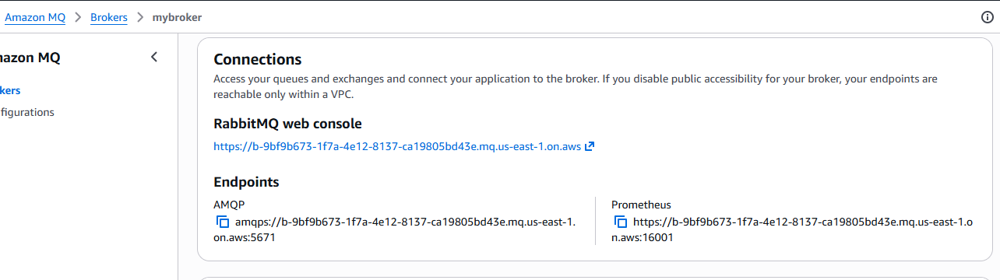 Amazon MQ > Brokers > mybroker
mazon MQ
kers
figurations
Connections
Access your queues and exchanges and connect your application to the broker. If you disable public accessibility for your broker, your endpoints are
reachable only within a VPC.
RabbitMQ web console
https://b-9bf9b673-1f7a-4e12-8137-ca19805bd43e.mq.us-east-1.on.aws
Endpoints
AMQP
amqps://b-9bf9b673-1f7a-4e12-8137-ca19805bd43e.mq.us-east-1.
on.aws:5671
Prometheus
https://b-9bf9b673-1f7a-4e12-8137-ca19805bd43e.mq.us-east-1.o
n.aws:16001